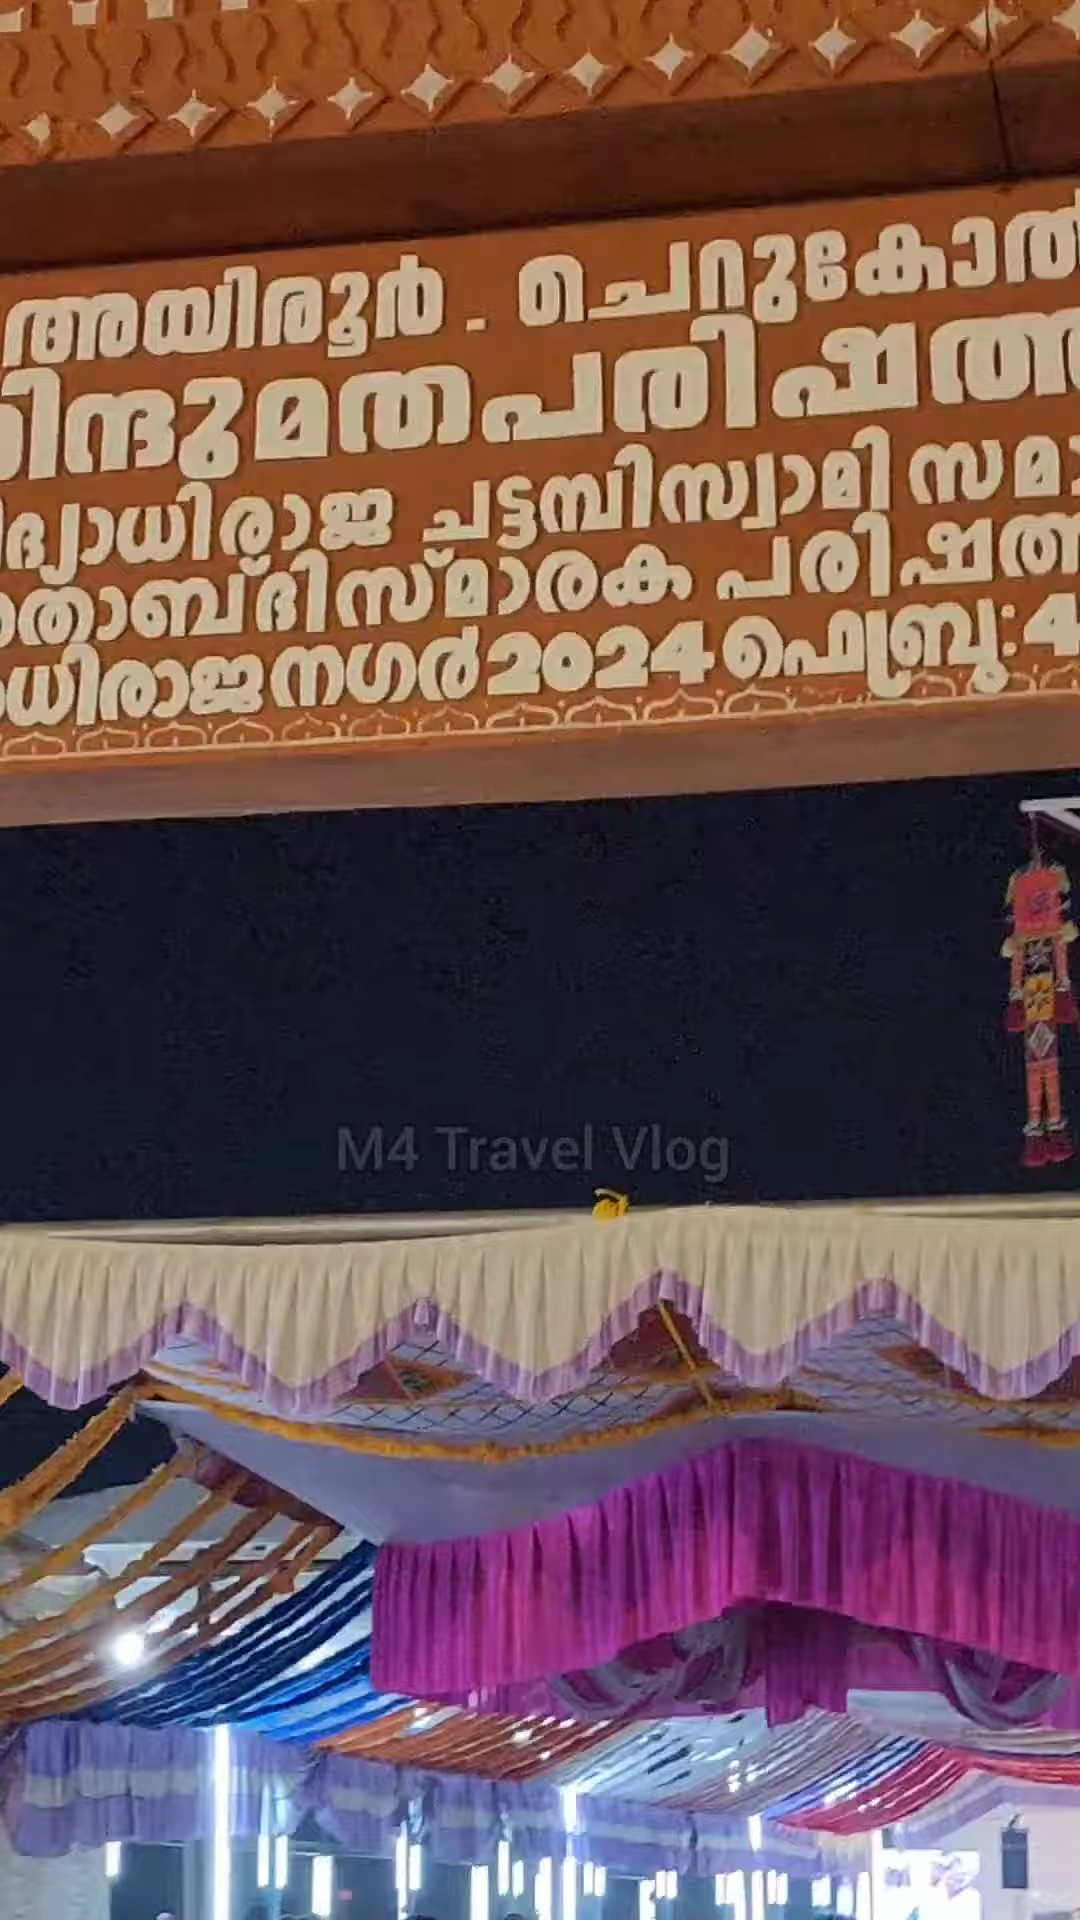 അയിരൂർ - ചെറുകോൽ
ിന്ദുമതപരിഷത്ത
ിദ്യാധിരാജ ചട്ടമ്പിസ്വാമി സമാ
താബ്ദിസ്മാരക പരിഷത്ത
ധിരാജനഗർ 2024 ഫെബ്രു: 4
M4 Travel Vlog